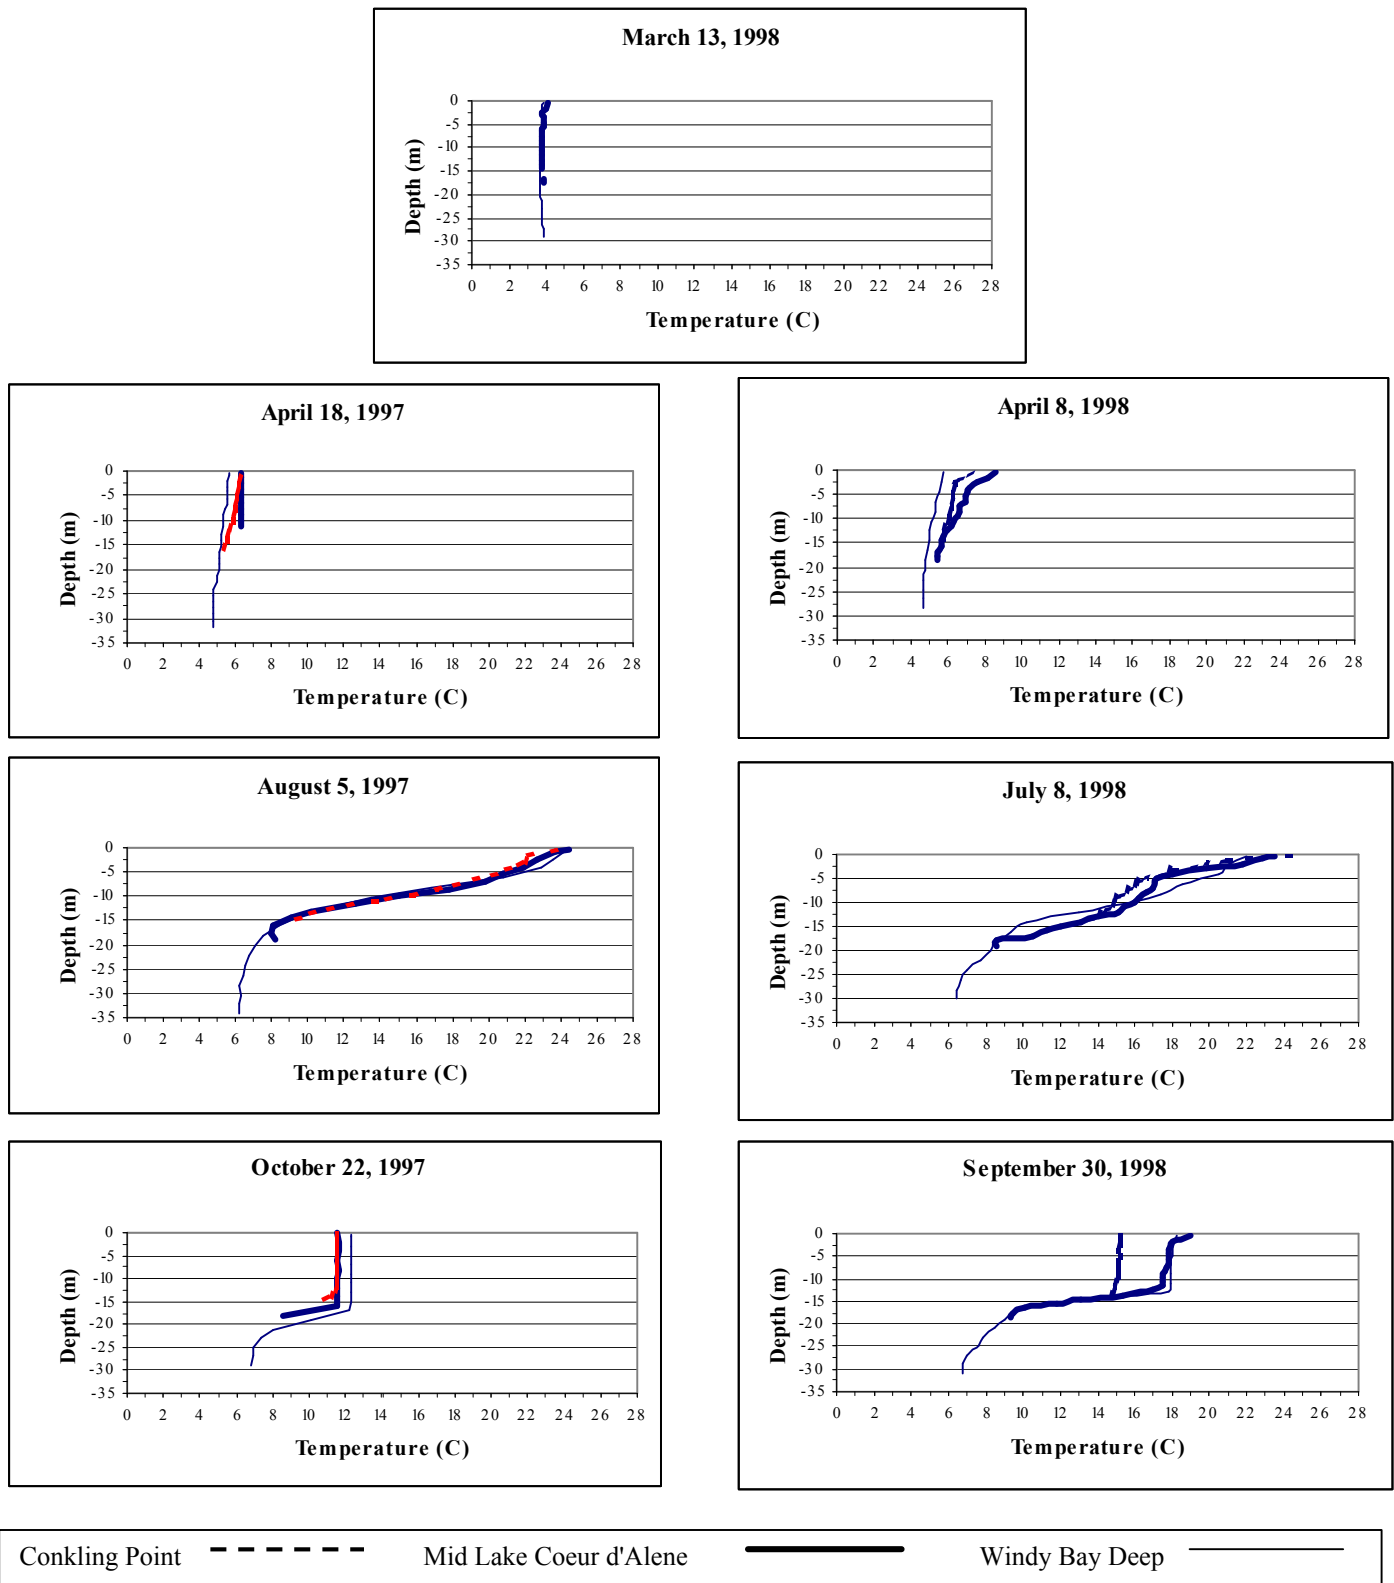 March 13, 1998
Depth (m)
0
-5
-10
-15
-20
-25
-30
-35
0 2 4 6 8 10 12 14 16 18 20 22 24 26 28
Temperature (C)
April 18, 1997
Depth (m)
0
-5
-10
-15
-20
-25
-30
-35
0 2 4 6 8 10 12 14 16 18 20 22 24 26 28
Temperature (C)
April 8, 1998
Depth (m)
0
-5
-10
-15
-20
-25
-30
-35
0 2 4 6 8 10 12 14 16 18 20 22 24 26 28
Temperature (C)
August 5, 1997
Depth (m)
0
-5
-10
-15
-20
-25
-30
-35
0 2 4 6 8 10 12 14 16 18 20 22 24 26 28
Temperature (C)
July 8, 1998
Depth (m)
0
-5
-10
-15
-20
-25
-30
-35
0 2 4 6 8 10 12 14 16 18 20 22 24 26 28
Temperature (C)
October 22, 1997
Depth (m)
0
-5
-10
-15
-20
-25
-30
-35
0 2 4 6 8 10 12 14 16 18 20 22 24 26 28
Temperature (C)
September 30, 1998
Depth (m)
0
-5
-10
-15
-20
-25
-30
-35
0 2 4 6 8 10 12 14 16 18 20 22 24 26 28
Temperature (C)
Conkling Point Mid Lake Coeur d'Alene Windy Bay Deep